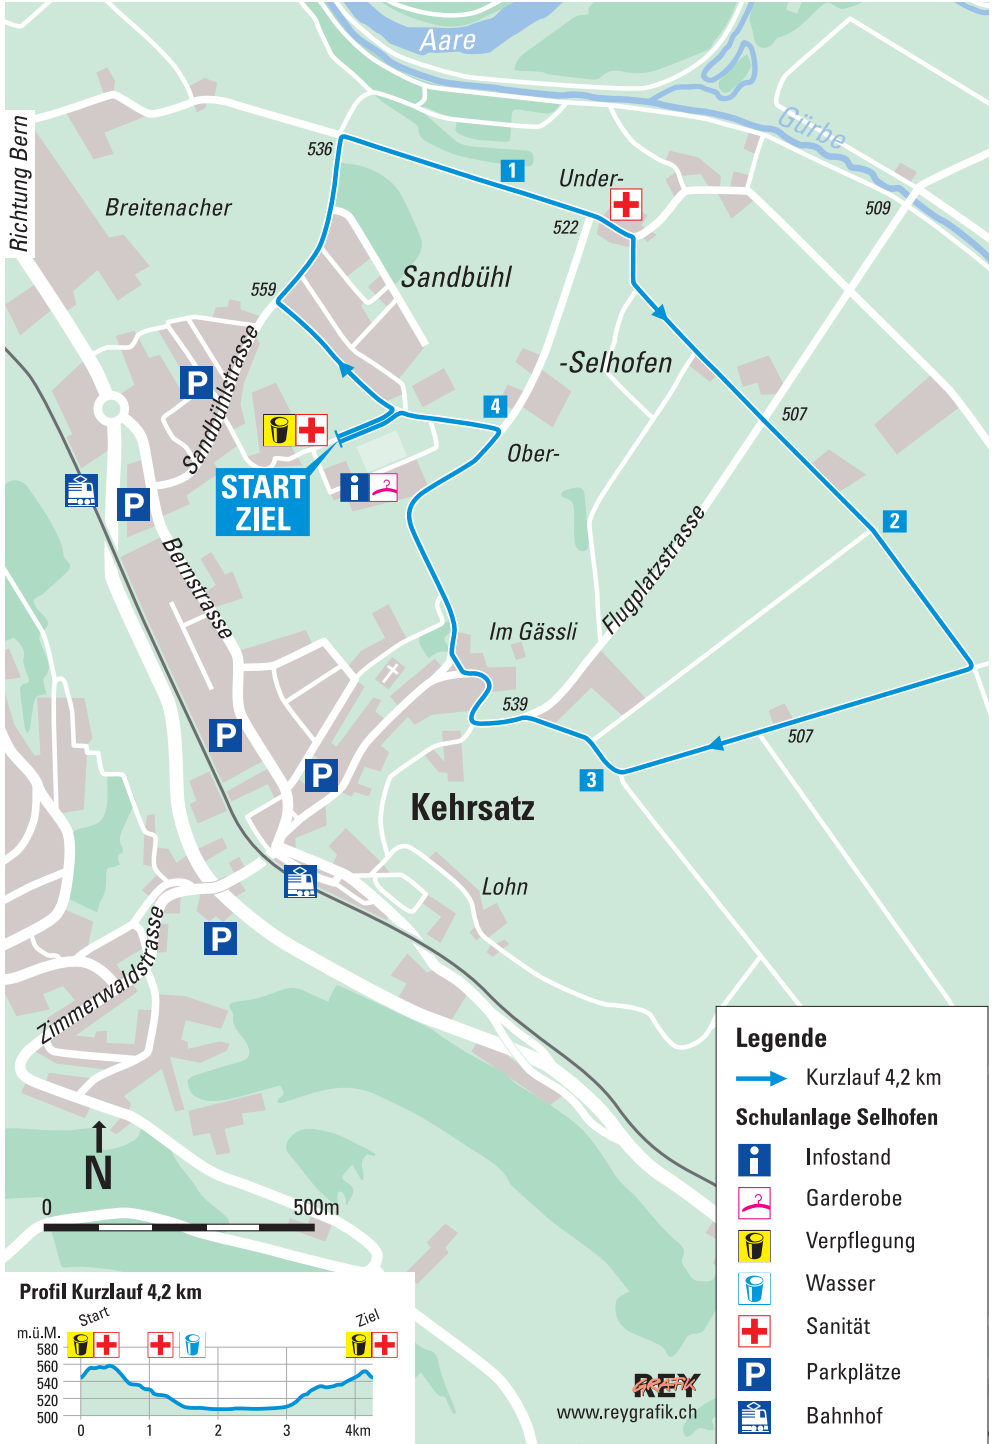 Aare
Gürbe
Richtung Bern
536
1
Under-
Breitenacher
522
509
559
Sandbühl
-Selhofen
P
Sandbühlstrasse
4
507
Ober-
START
ZIEL
i
P
2
Bernstrasse
Flugplatzstrasse
Im Gässli
539
507
P
P
3
Kehrsatz
Lohn
P
Zimmerwaldstrasse
N
0 500m
Legende
Kurzlauf 4,2 km
Schulanlage Selhofen
i Infostand
Garderobe
Verpflegung
Wasser
Sanität
P Parkplätze
Bahnhof
Profil Kurzlauf 4,2 km
Start Ziel
m.ü.M.
580
560
540
520
500
0 1 2 3 4km
REY
GRAFIK
www.reygrafik.ch